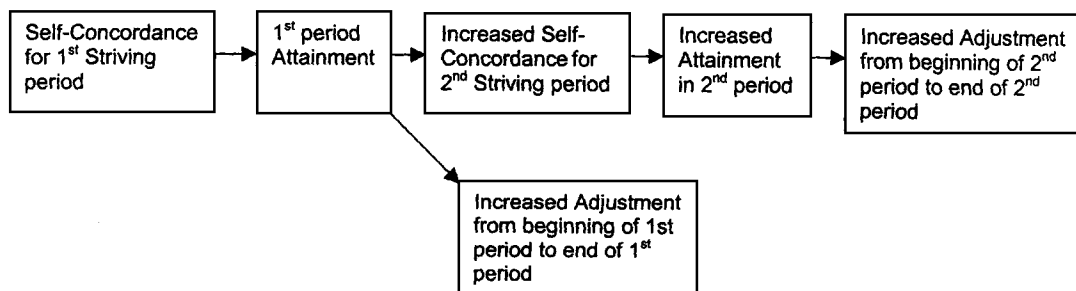 Self-Concordance
for 1st Striving
period
1st period
Attainment
Increased Self-
Concordance for
2nd Striving period
Increased
Attainment
in 2nd period
Increased Adjustment
from beginning of 2nd
period to end of 2nd
period
Increased Adjustment
from beginning of 1st
period to end of 1st
period